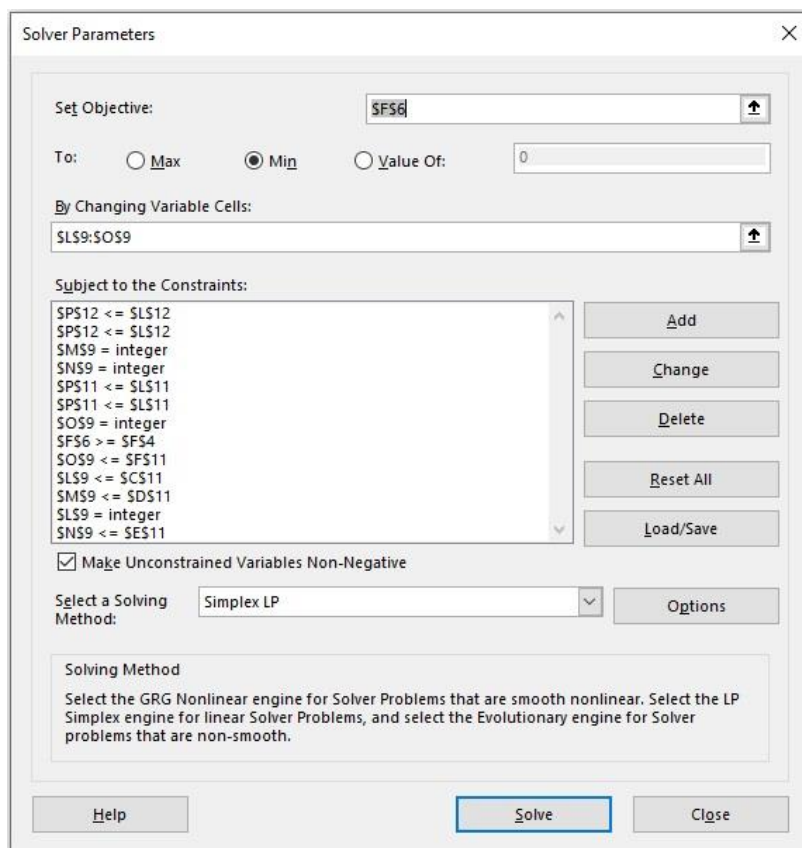 Solver Parameters
Set Objective: $F$6
To: Max Min Value Of: 0
By Changing Variable Cells:
$L$9:$O$9
Subject to the Constraints:
$P$12 <= $L$12
$P$12 <= $L$12
$M$9 = integer
$N$9 = integer
$P$11 <= $L$11
$P$11 <= $L$11
$O$9 = integer
$F$6 >= $F$4
$O$9 <= $F$11
$L$9 <= $C$11
$M$9 <= $D$11
$L$9 = integer
$N$9 <= $E$11
Add
Change
Delete
Reset All
Load/Save
Make Unconstrained Variables Non-Negative
Select a Solving
Method:
Simplex LP
Options
Solving Method
Select the GRG Nonlinear engine for Solver Problems that are smooth nonlinear. Select the LP
Simplex engine for linear Solver Problems, and select the Evolutionary engine for Solver
problems that are non-smooth.
Help
Solve
Close